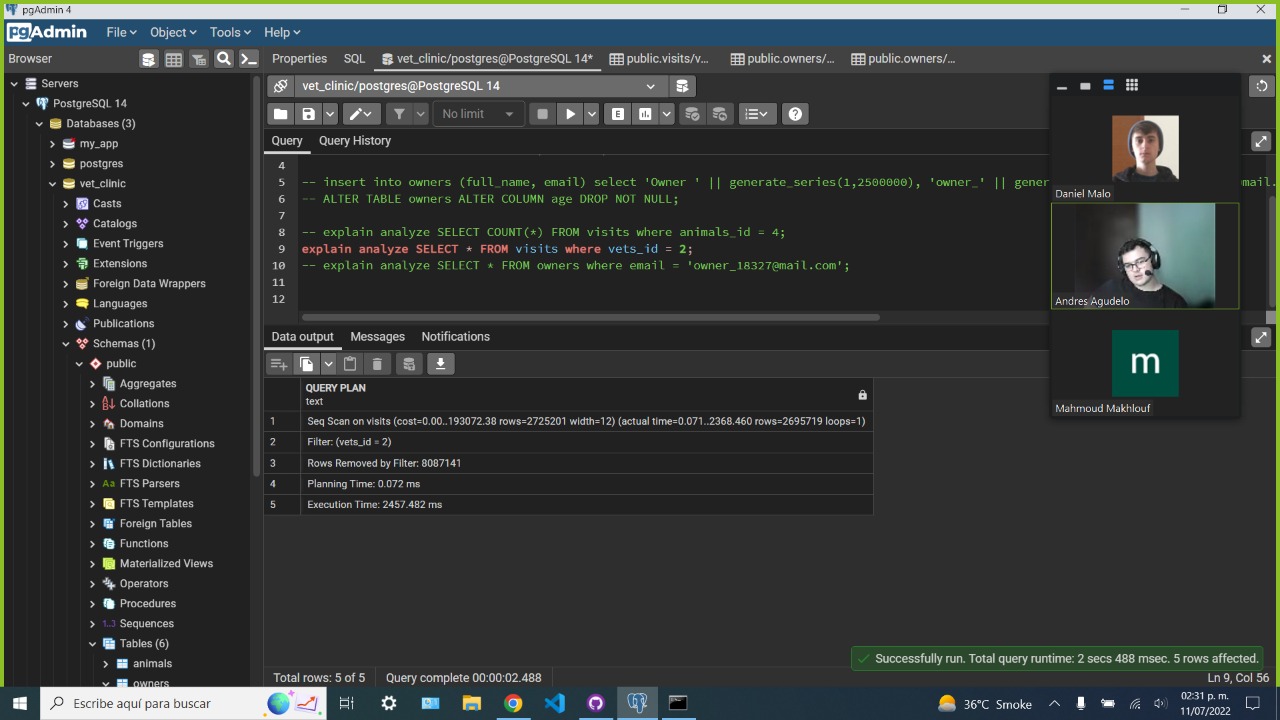 pgAdmin 4
pgAdmin File Object Tools Help
Browser
Properties SQL vet_clinic/postgres@PostgreSQL 14* public.visits/v... public.owners/... public.owners/...
Servers
PostgreSQL 14
Databases (3)
my_app
postgres
vet_clinic
Casts
Catalogs
Event Triggers
Extensions
Foreign Data Wrappers
Languages
Publications
Schemas (1)
public
Aggregates
Collations
Domains
FTS Configurations
FTS Dictionaries
Aa FTS Parsers
FTS Templates
Foreign Tables
Functions
Materialized Views
Operators
Procedures
1..3 Sequences
Tables (6)
animals
owners
vet_clinic/postgres@PostgreSQL 14
No limit
E
Query Query History
4
5 -- insert into owners (full_name, email) select 'Owner ' || generate_series(1,2500000), 'owner_' || gener
mail.
6 -- ALTER TABLE owners ALTER COLUMN age DROP NOT NULL;
7
8 -- explain analyze SELECT COUNT(*) FROM visits where animals_id = 4;
9 explain analyze SELECT * FROM visits where vets_id = 2;
10 -- explain analyze SELECT * FROM owners where email = 'owner_18327@mail.com';
11
12
Data output Messages Notifications
QUERY PLAN
text
1 Seq Scan on visits (cost=0.00..193072.38 rows=2725201 width=12) (actual time=0.071..2368.460 rows=2695719 loops=1)
2 Filter: (vets_id = 2)
3 Rows Removed by Filter: 8087141
4 Planning Time: 0.072 ms
5 Execution Time: 2457.482 ms
Daniel Malo
Andres Agudelo
m
Mahmoud Makhlouf
Successfully run. Total query runtime: 2 secs 488 msec. 5 rows affected.
Total rows: 5 of 5 Query complete 00:00:02.488 Ln 9, Col 56
Escribe aquí para buscar
36°C Smoke
02:31 p. m.
11/07/2022